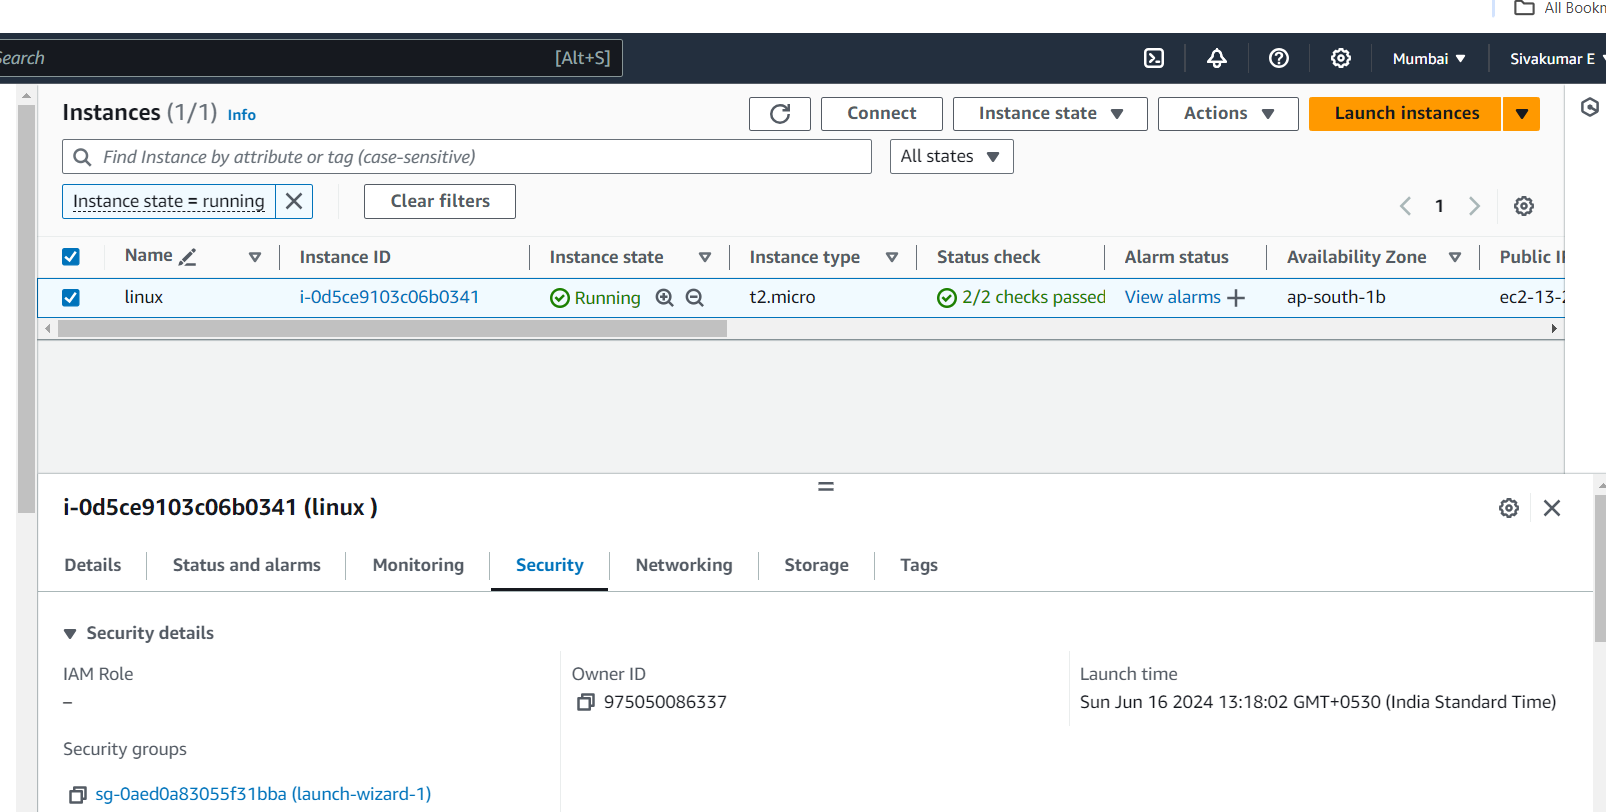 All Bookm
Search [Alt+S] Mumbai Sivakumar E
Instances (1/1) Info Connect Instance state Actions Launch instances
Find Instance by attribute or tag (case-sensitive) All states
Instance state = running Clear filters 1
Name Instance ID Instance state Instance type Status check Alarm status Availability Zone Public I
linux i-0d5ce9103c06b0341 Running t2.micro 2/2 checks passed View alarms ap-south-1b ec2-13-2
i-0d5ce9103c06b0341 (linux )
Details Status and alarms Monitoring Security Networking Storage Tags
Security details
IAM Role Owner ID Launch time
– 975050086337 Sun Jun 16 2024 13:18:02 GMT+0530 (India Standard Time)
Security groups
sg-0aed0a83055f31bba (launch-wizard-1)